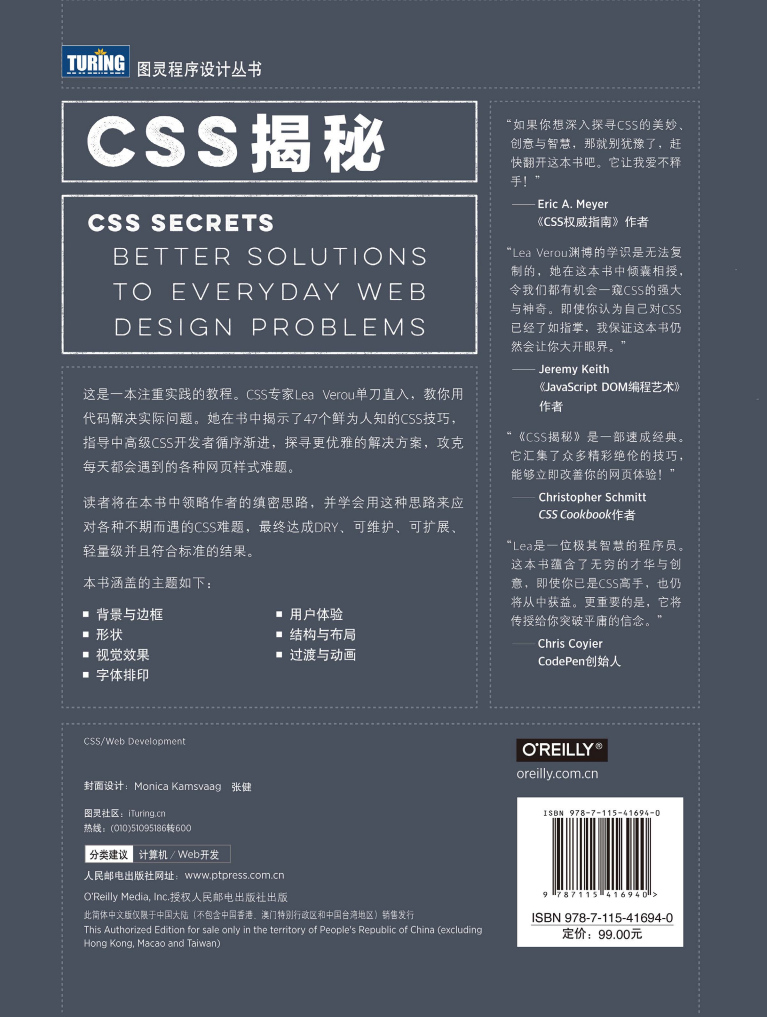 TURING
图灵程序设计丛书
CSS揭秘
CSS SECRETS
BETTER SOLUTIONS
TO EVERYDAY WEB
DESIGN PROBLEMS
这是一本注重实践的教程。CSS专家Lea Verou单刀直入，教你用
代码解决实际问题。她在书中揭示了47个鲜为人知的CSS技巧，
指导中高级CSS开发者循序渐进，探寻更优雅的解决方案，攻克
每天都会遇到的各种网页样式难题。
读者将在本书中领略作者的缜密思路，并学会用这种思路来应
对各种不期而遇的CSS难题，最终达成DRY、可维护、可扩展、
轻量级并且符合标准的结果。
本书涵盖的主题如下：
■ 背景与边框
■ 形状
■ 视觉效果
■ 字体排印
■ 用户体验
■ 结构与布局
■ 过渡与动画
“如果你想深入探寻CSS的美妙、
创意与智慧，那就别犹豫了，赶
快翻开这本书吧。它让我爱不释
手！”
——Eric A. Meyer
《CSS权威指南》作者
“Lea Verou渊博的学识是无法复
制的，她在这本书中倾囊相授，
令我们都有机会一窥CSS的强大
与神奇。即使你认为自己对CSS
已经了如指掌，我保证这本书仍
然会让你大开眼界。”
——Jeremy Keith
《JavaScript DOM编程艺术》
作者
“《CSS揭秘》是一部速成经典。
它汇集了众多精彩绝伦的技巧，
能够立即改善你的网页体验！”
——Christopher Schmitt
CSS Cookbook作者
“Lea是一位极其智慧的程序员。
这本书蕴含了无穷的才华与创
意，即使你已是CSS高手，也仍
将从中获益。更重要的是，它将
传授给你突破平庸的信念。”
——Chris Coyier
CodePen创始人
CSS/Web Development
封面设计：Monica Kamsvaag 张健
图灵社区：iTuring.cn
热线：(010)51095186转600
分类建议 计算机／Web开发
人民邮电出版社网址：www.ptpress.com.cn
O'Reilly Media, Inc.授权人民邮电出版社出版
此简体中文版仅限于中国大陆（不包含中国香港、澳门特别行政区和中国台湾地区）销售发行
This Authorized Edition for sale only in the territory of People's Republic of China (excluding
Hong Kong, Macao and Taiwan)
O'REILLY®
oreilly.com.cn
ISBN 978-7-115-41694-0
9 787115 416940 >
ISBN 978-7-115-41694-0
定价：99.00元